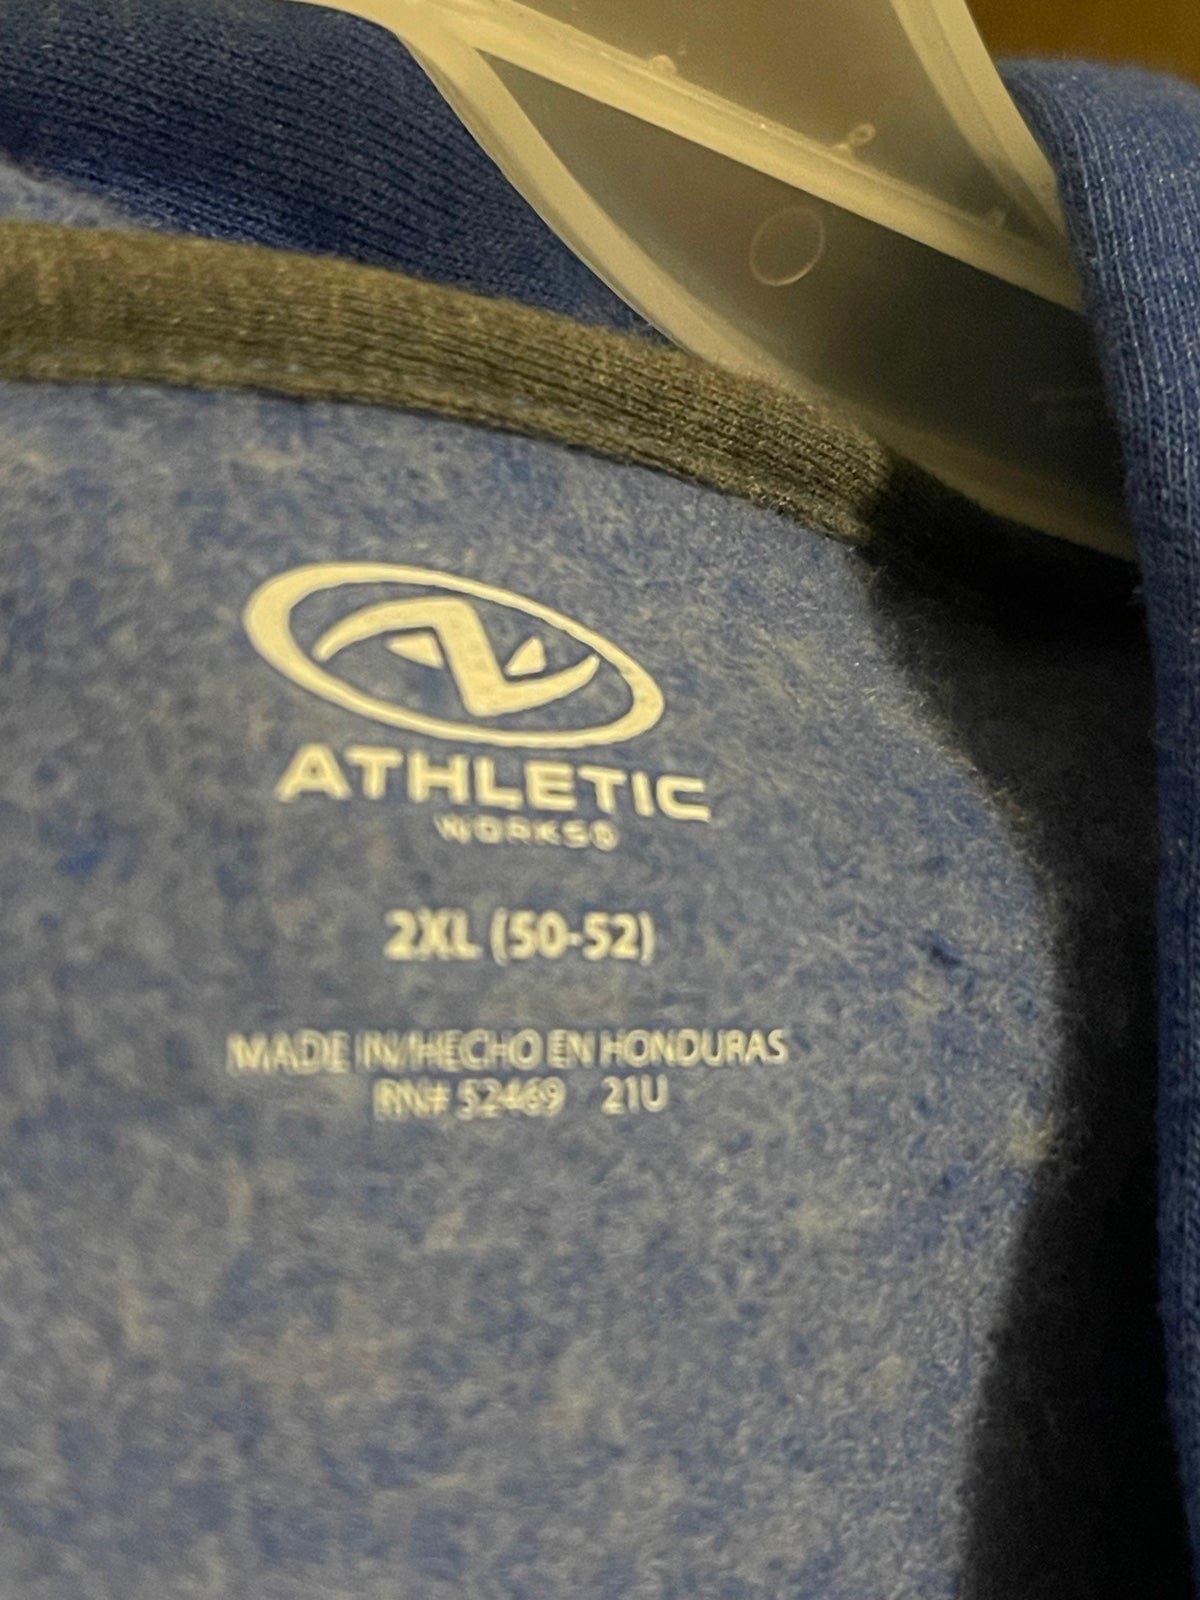 ATHLETIC
WORKS®
2XL (50-52)
MADE IN/HECHO EN HONDURAS
RN# 52469 21U